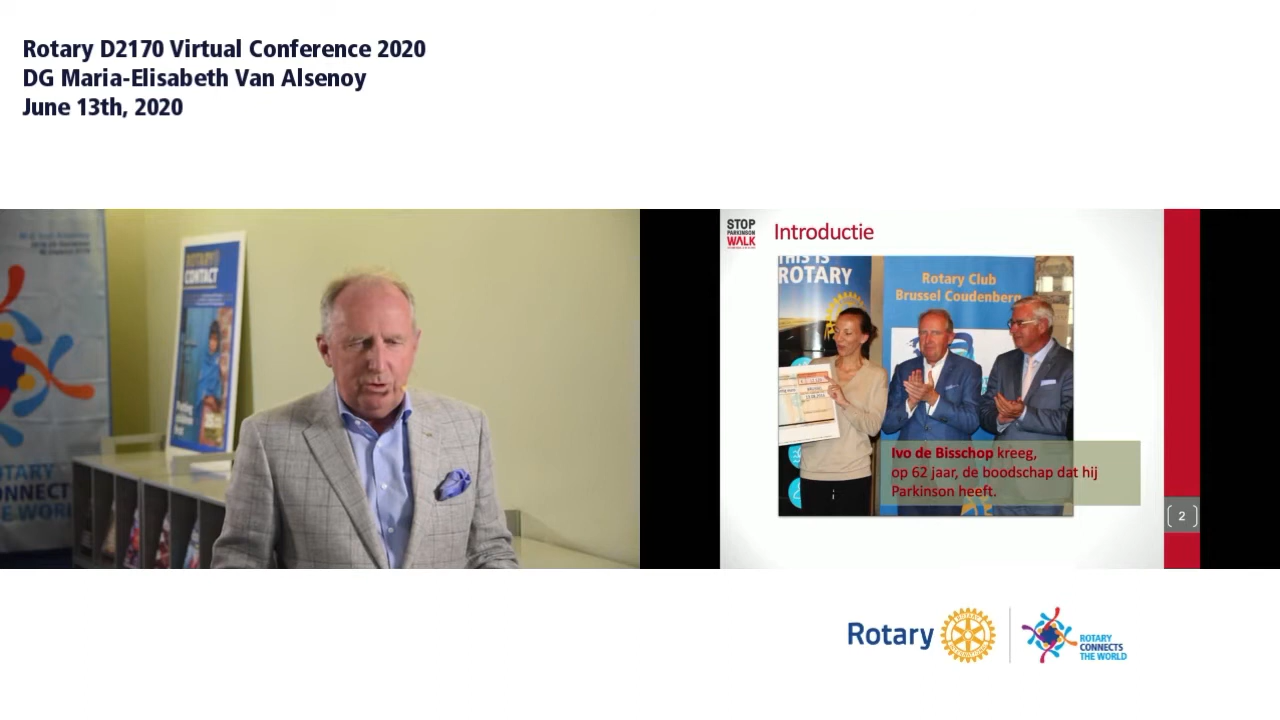 Rotary D2170 Virtual Conference 2020
DG Maria-Elisabeth Van Alsenoy
June 13th, 2020
ROTARY
CONTACT
ROTARY
CONNECTS
THE WORLD
STOP
PARKINSON
WALK
Introductie
THIS IS
ROTARY
Rotary Club
Brussel Coudenberg
Ivo de Bisschop kreeg,
op 62 jaar, de boodschap dat hij
Parkinson heeft.
2
Rotary
ROTARY
CONNECTS
THE WORLD